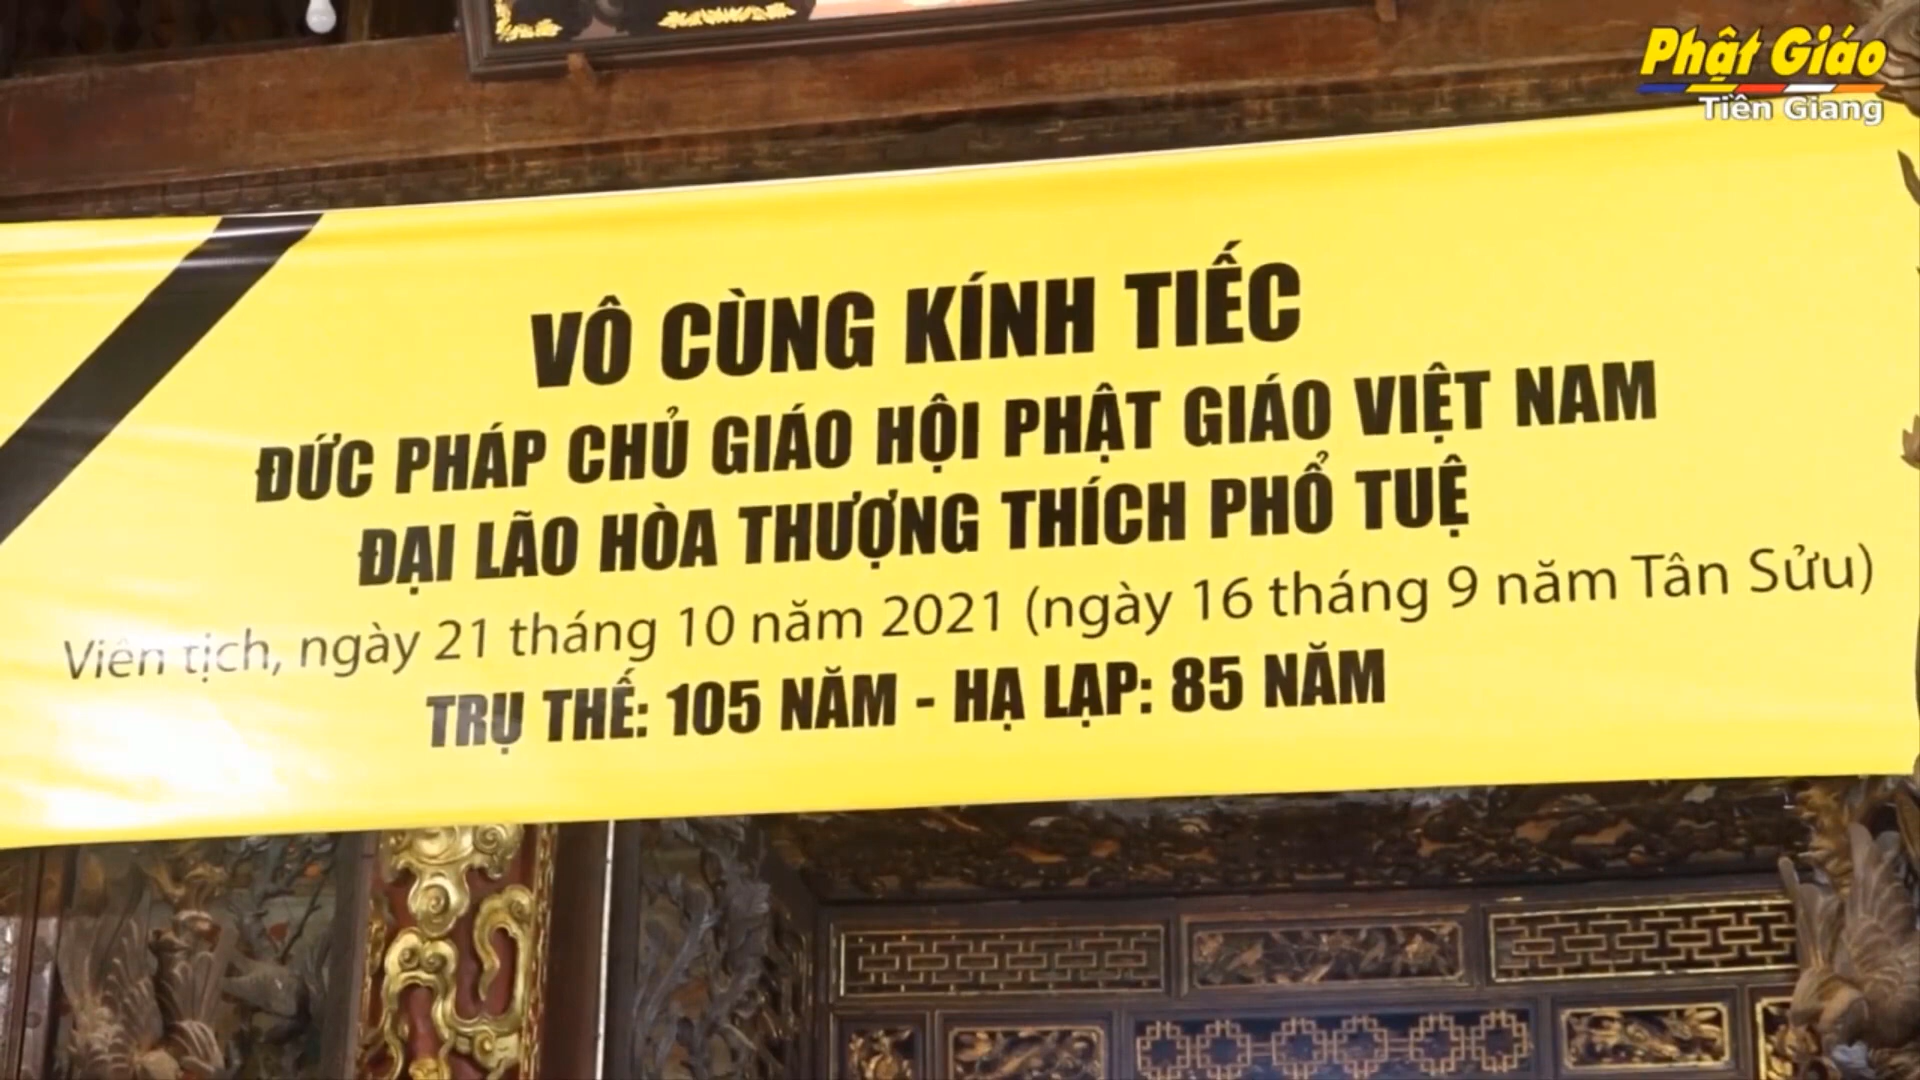 Phật Giáo
Tiền Giang
VÔ CÙNG KÍNH TIẾC
ĐỨC PHÁP CHỦ GIÁO HỘI PHẬT GIÁO VIỆT NAM
ĐẠI LÃO HÒA THƯỢNG THÍCH PHỔ TUỆ
Viên tịch, ngày 21 tháng 10 năm 2021 (ngày 16 tháng 9 năm Tân Sửu)
TRỤ THẾ: 105 NĂM - HẠ LẠP: 85 NĂM